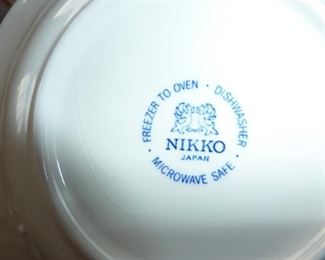 · FREEZER TO OVEN · DISHWASHER ·
NIKKO
JAPAN
MICROWAVE SAFE